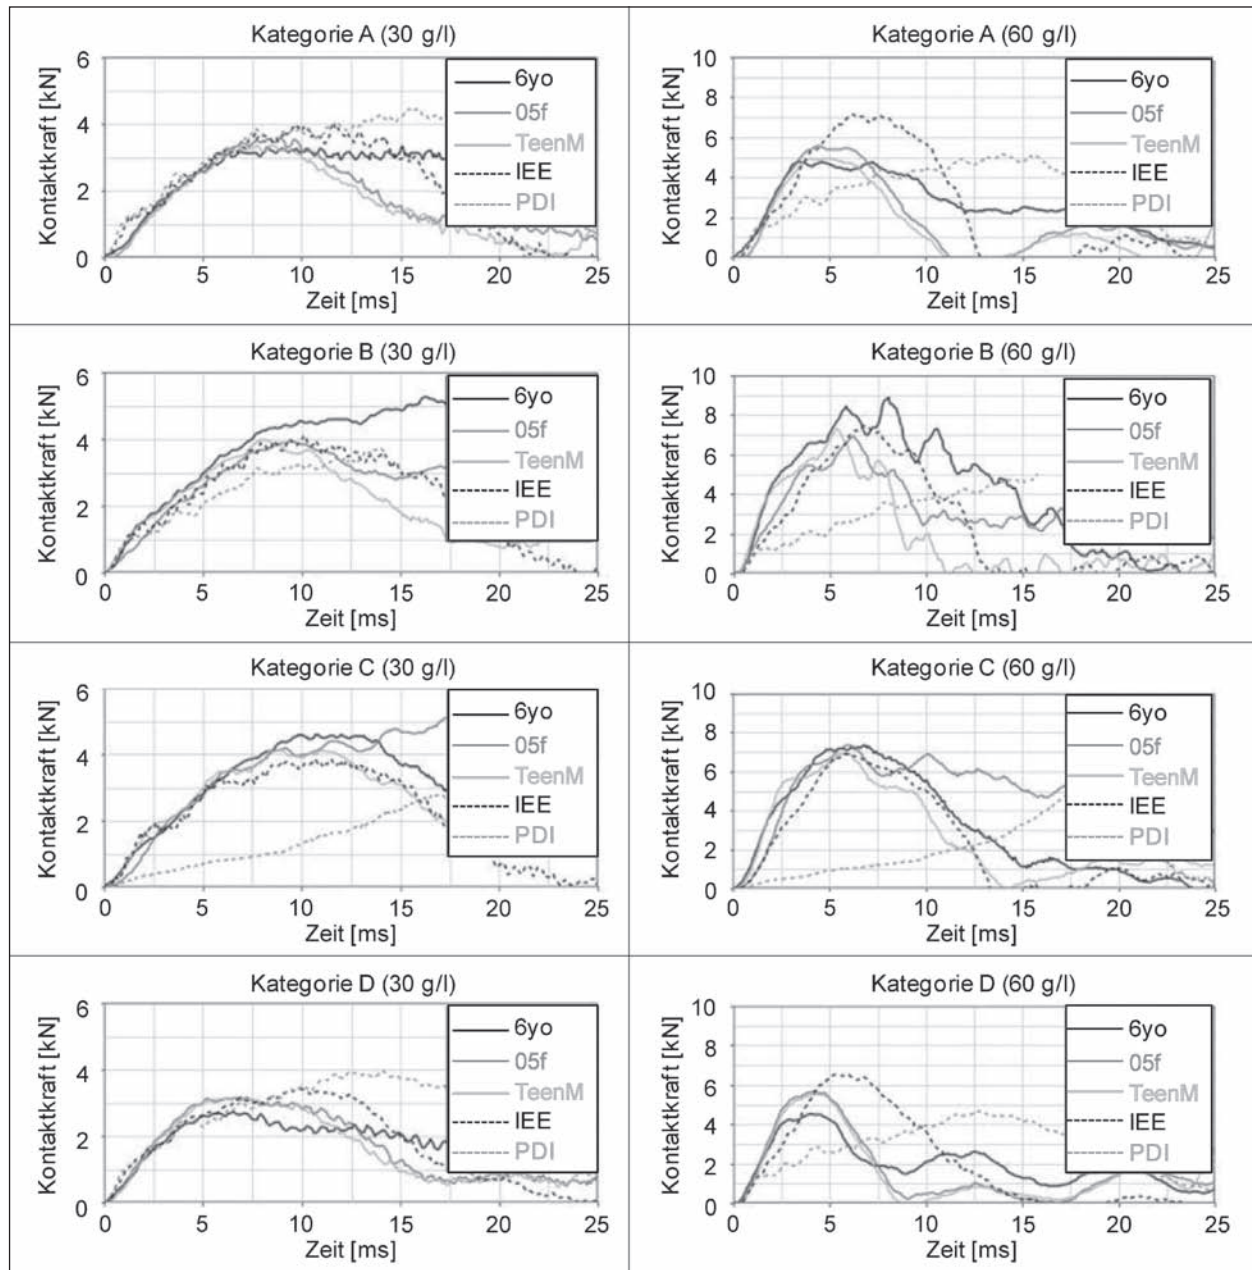 Kategorie A (30 g/l)
Kontaktkraft [kN]
6
4
2
0
6yo
05f
TeenM
IEE
PDI
0 5 10 15 20 25
Zeit [ms]
Kategorie A (60 g/l)
Kontaktkraft [kN]
10
8
6
4
2
0
6yo
05f
TeenM
IEE
PDI
0 5 10 15 20 25
Zeit [ms]
Kategorie B (30 g/l)
Kontaktkraft [kN]
6
4
2
0
6yo
05f
TeenM
IEE
PDI
0 5 10 15 20 25
Zeit [ms]
Kategorie B (60 g/l)
Kontaktkraft [kN]
10
8
6
4
2
0
6yo
05f
TeenM
IEE
PDI
0 5 10 15 20 25
Zeit [ms]
Kategorie C (30 g/l)
Kontaktkraft [kN]
6
4
2
0
6yo
05f
TeenM
IEE
PDI
0 5 10 15 20 25
Zeit [ms]
Kategorie C (60 g/l)
Kontaktkraft [kN]
10
8
6
4
2
0
6yo
05f
TeenM
IEE
PDI
0 5 10 15 20 25
Zeit [ms]
Kategorie D (30 g/l)
Kontaktkraft [kN]
6
4
2
0
6yo
05f
TeenM
IEE
PDI
0 5 10 15 20 25
Zeit [ms]
Kategorie D (60 g/l)
Kontaktkraft [kN]
10
8
6
4
2
0
6yo
05f
TeenM
IEE
PDI
0 5 10 15 20 25
Zeit [ms]